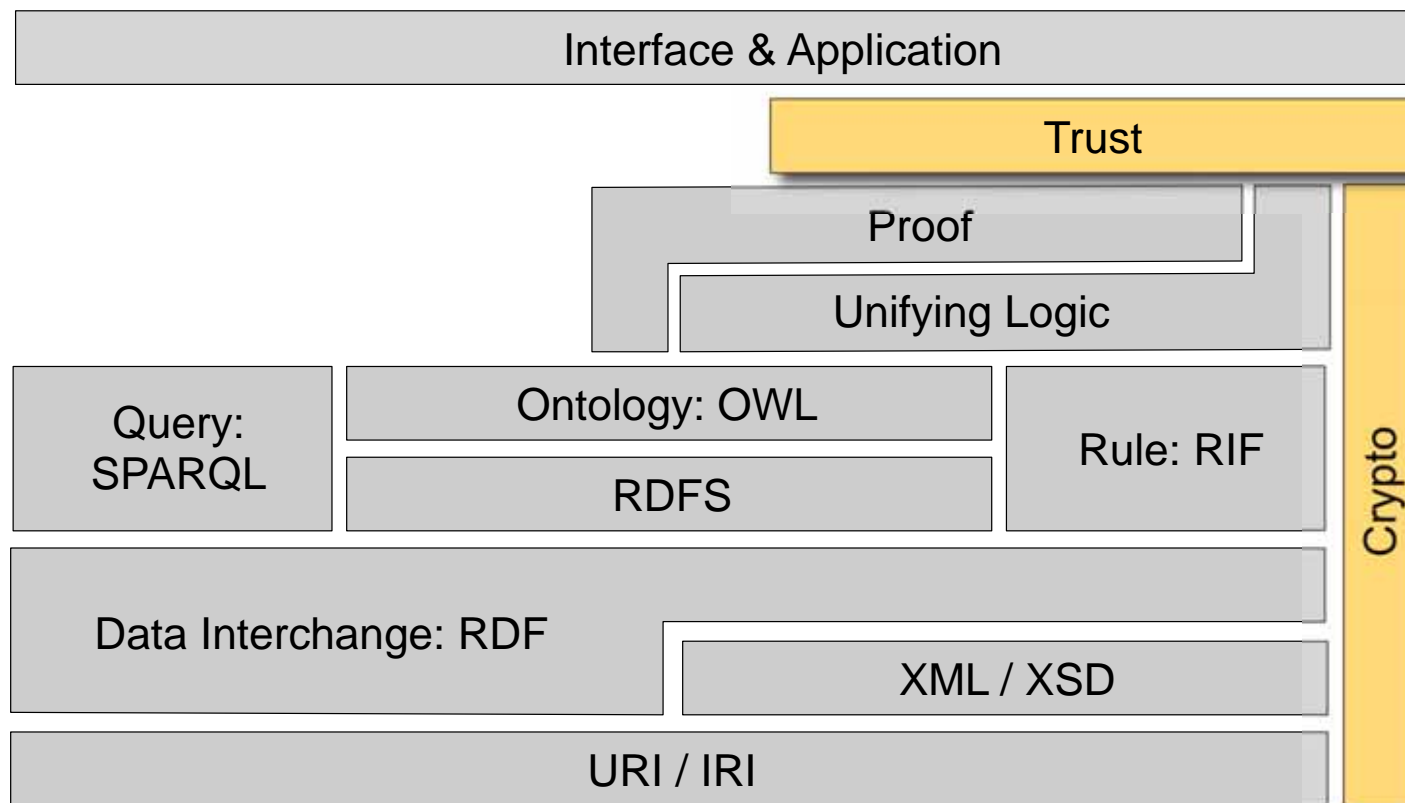 Interface & Application
Trust
Proof
Unifying Logic
Query:
SPARQL
Ontology: OWL
RDFS
Rule: RIF
Crypto
Data Interchange: RDF
XML / XSD
URI / IRI